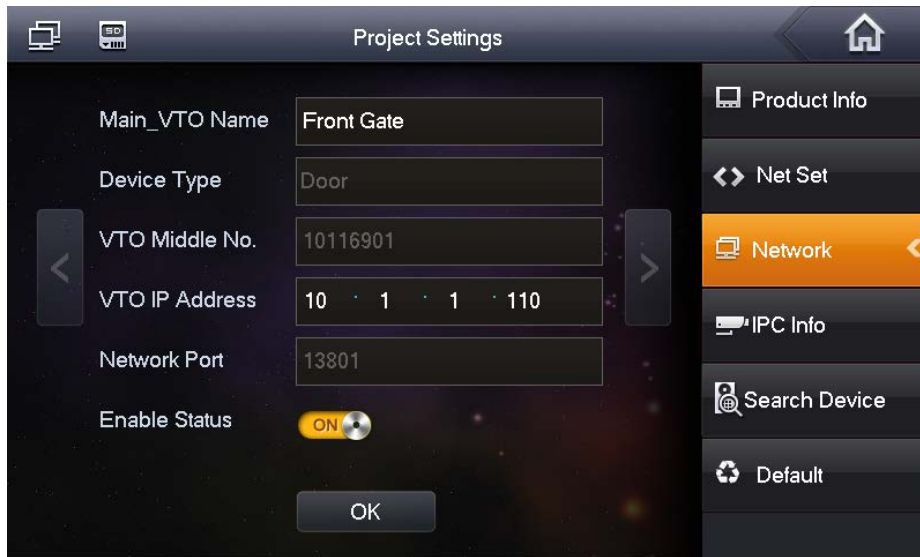 SD
Project Settings
Main_VTO Name
Front Gate
Device Type
Door
VTO Middle No.
10116901
VTO IP Address
10 . 1 . 1 . 110
Network Port
13801
Enable Status
ON
OK
Product Info
Net Set
Network
IPC Info
Search Device
Default